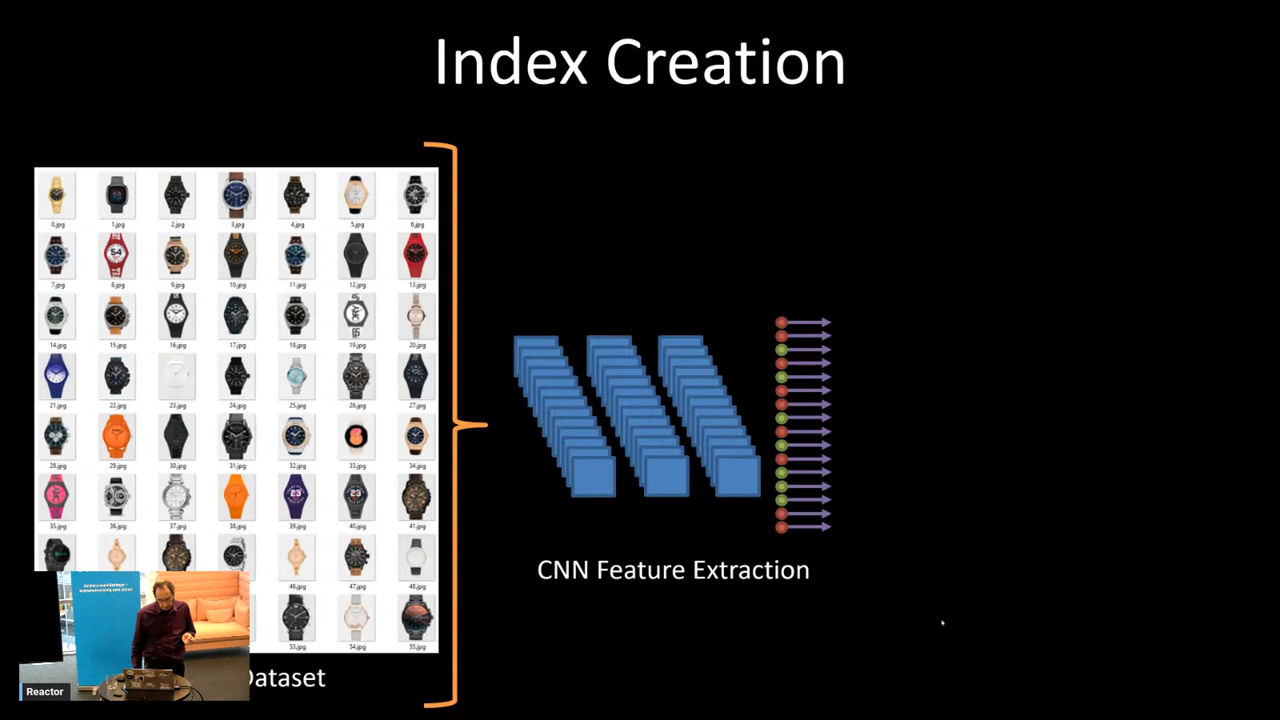 Index Creation
0.jpg 1.jpg 2.jpg 3.jpg 4.jpg 5.jpg 6.jpg
7.jpg 8.jpg 9.jpg 10.jpg 11.jpg 12.jpg 13.jpg
14.jpg 15.jpg 16.jpg 17.jpg 18.jpg 19.jpg 20.jpg
21.jpg 22.jpg 23.jpg 24.jpg 25.jpg 26.jpg 27.jpg
28.jpg 29.jpg 30.jpg 31.jpg 32.jpg 33.jpg 34.jpg
35.jpg 36.jpg 37.jpg 38.jpg 39.jpg 40.jpg 41.jpg
46.jpg 47.jpg 48.jpg
53.jpg 54.jpg 55.jpg
54
23
23
CNN Feature Extraction
Dataset
Reactor